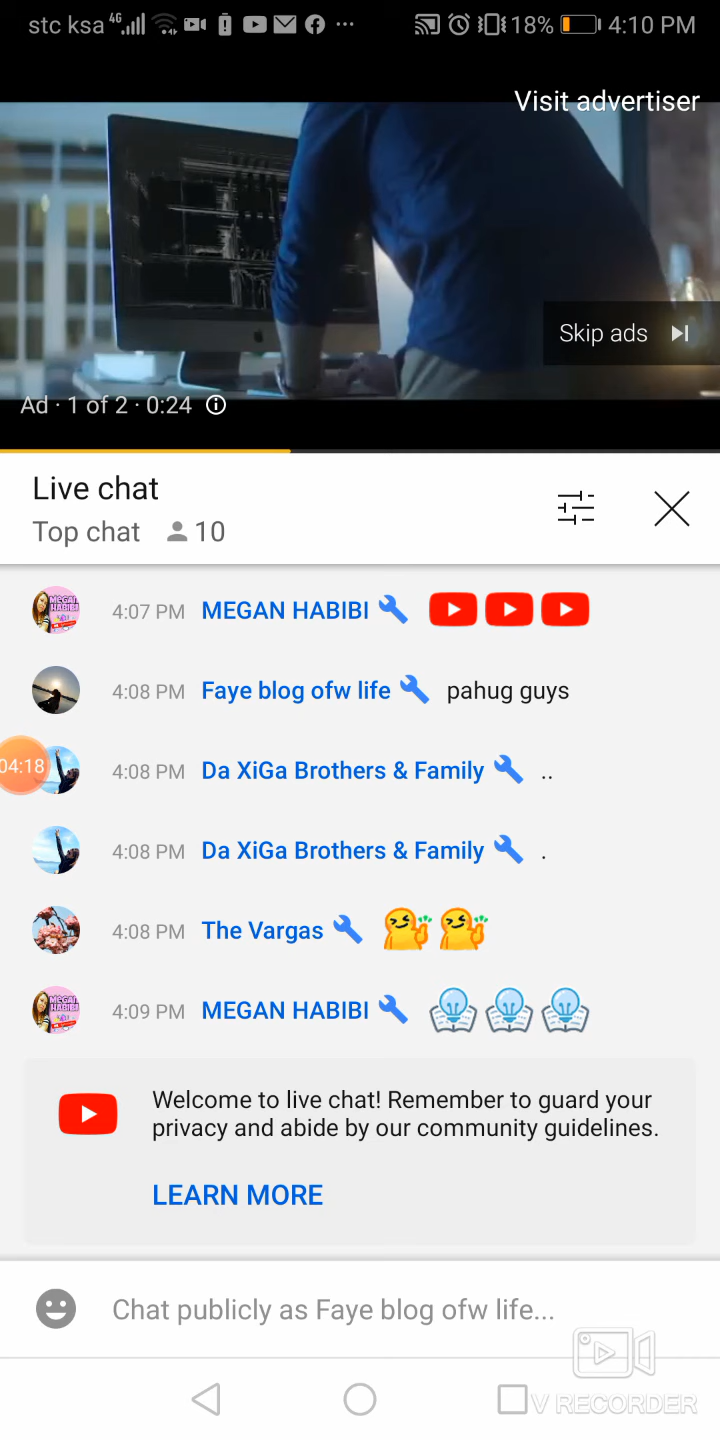 stc ksa 4G 18% 4:10 PM
Visit advertiser
Skip ads
Ad · 1 of 2 · 0:24
Live chat
Top chat 10
4:07 PM MEGAN HABIBI
4:08 PM Faye blog ofw life pahug guys
04:18
4:08 PM Da XiGa Brothers & Family ..
4:08 PM Da XiGa Brothers & Family .
4:08 PM The Vargas
4:09 PM MEGAN HABIBI
Welcome to live chat! Remember to guard your
privacy and abide by our community guidelines.
LEARN MORE
Chat publicly as Faye blog ofw life...
V RECORDER